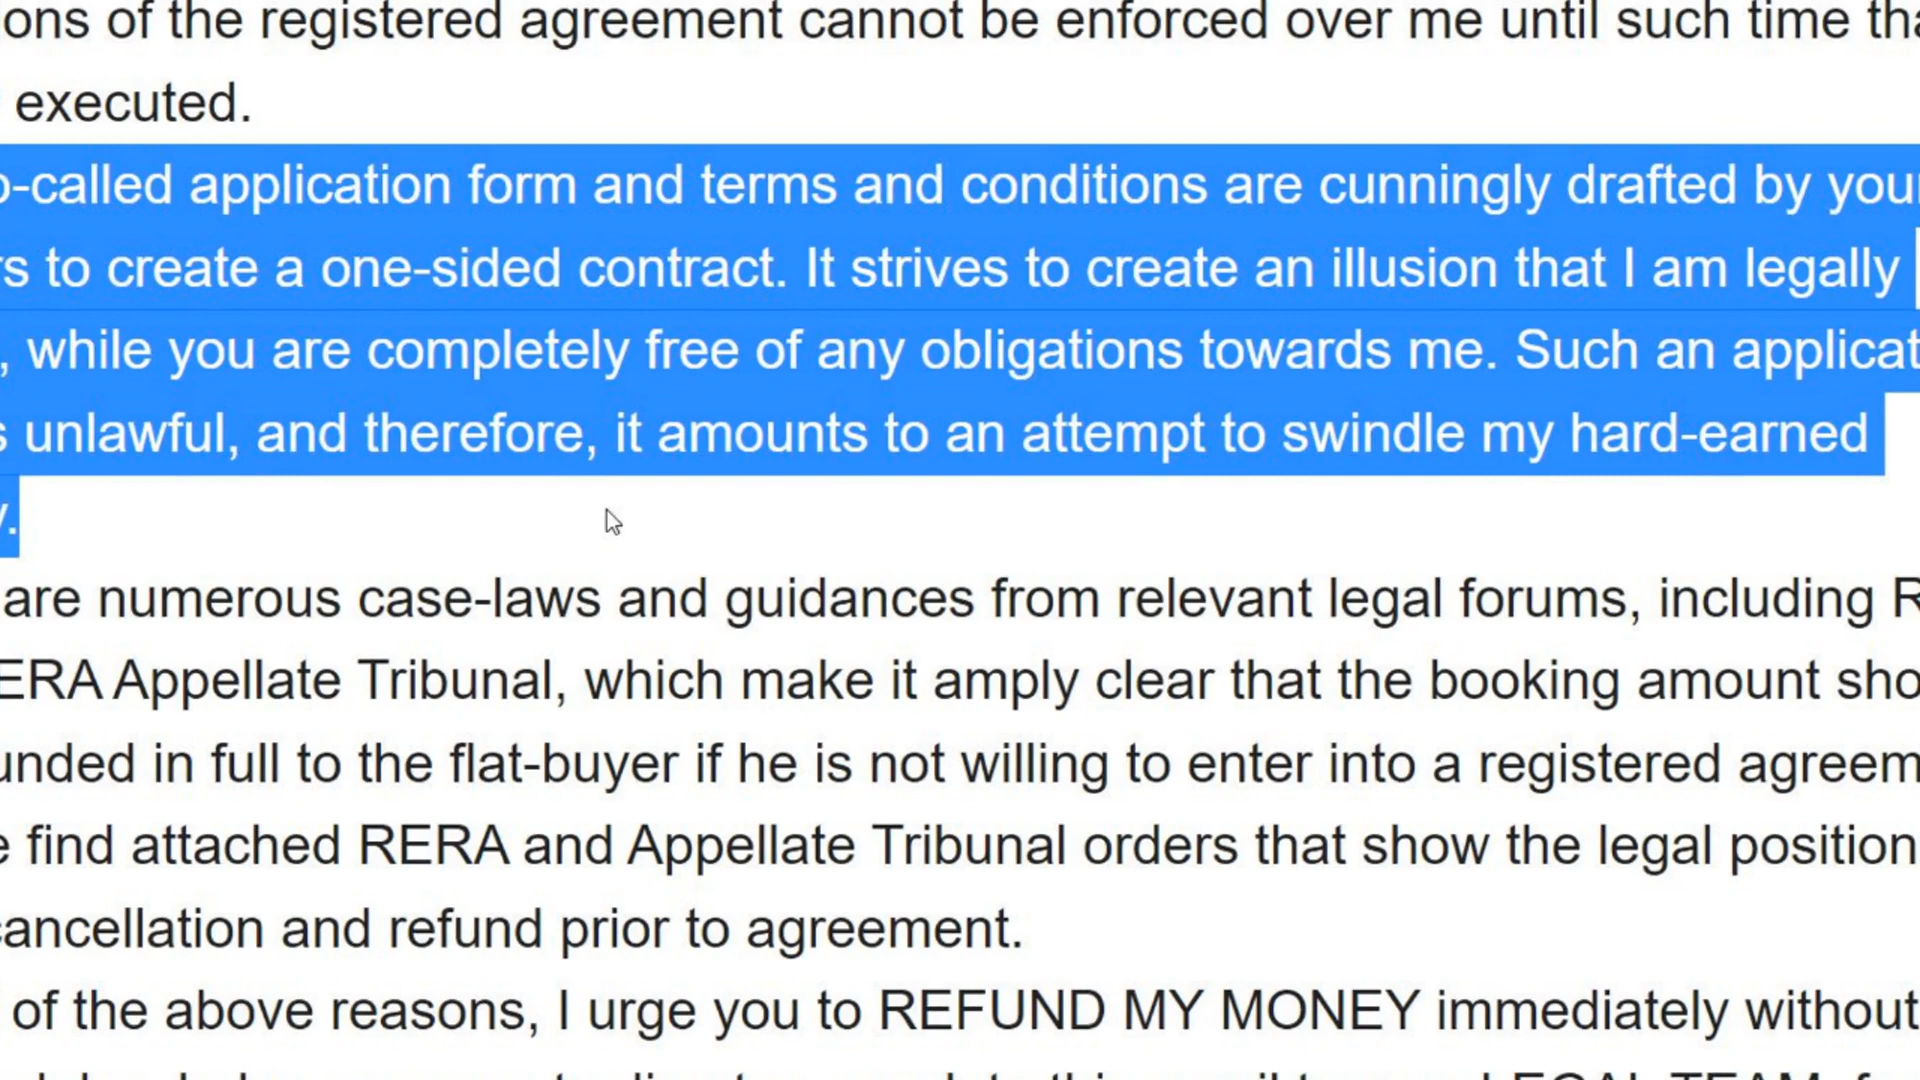 ons of the registered agreement cannot be enforced over me until such time tha
executed.
o-called application form and terms and conditions are cunningly drafted by your
rs to create a one-sided contract. It strives to create an illusion that I am legally
, while you are completely free of any obligations towards me. Such an applicat
s unlawful, and therefore, it amounts to an attempt to swindle my hard-earned
y.
are numerous case-laws and guidances from relevant legal forums, including R
ERA Appellate Tribunal, which make it amply clear that the booking amount sho
unded in full to the flat-buyer if he is not willing to enter into a registered agreem
e find attached RERA and Appellate Tribunal orders that show the legal position
cancellation and refund prior to agreement.
of the above reasons, I urge you to REFUND MY MONEY immediately without